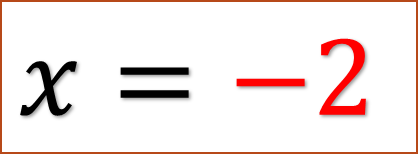 x = −2